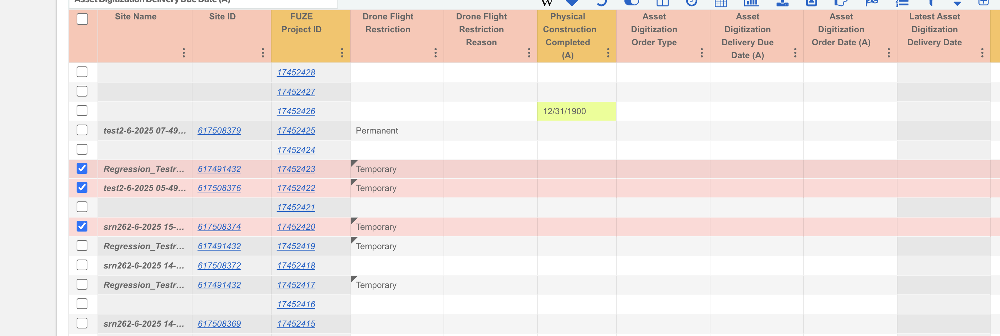 Asset Digitization Delivery Due Date (A)
Site Name Site ID FUZE Project ID Drone Flight Restriction Drone Flight Restriction Reason Physical Construction Completed (A) Asset Digitization Order Type Asset Digitization Delivery Due Date (A) Asset Digitization Order Date (A) Latest Asset Digitization Delivery Date
17452428
17452427
17452426 12/31/1900
test2-6-2025 07-49... 617508379 17452425 Permanent
17452424
Regression_Testr... 617491432 17452423 Temporary
test2-6-2025 05-49... 617508376 17452422 Temporary
17452421
srn262-6-2025 15-... 617508374 17452420 Temporary
Regression_Testr... 617491432 17452419 Temporary
srn262-6-2025 14-... 617508372 17452418
Regression_Testr... 617491432 17452417 Temporary
17452416
srn262-6-2025 14-... 617508369 17452415